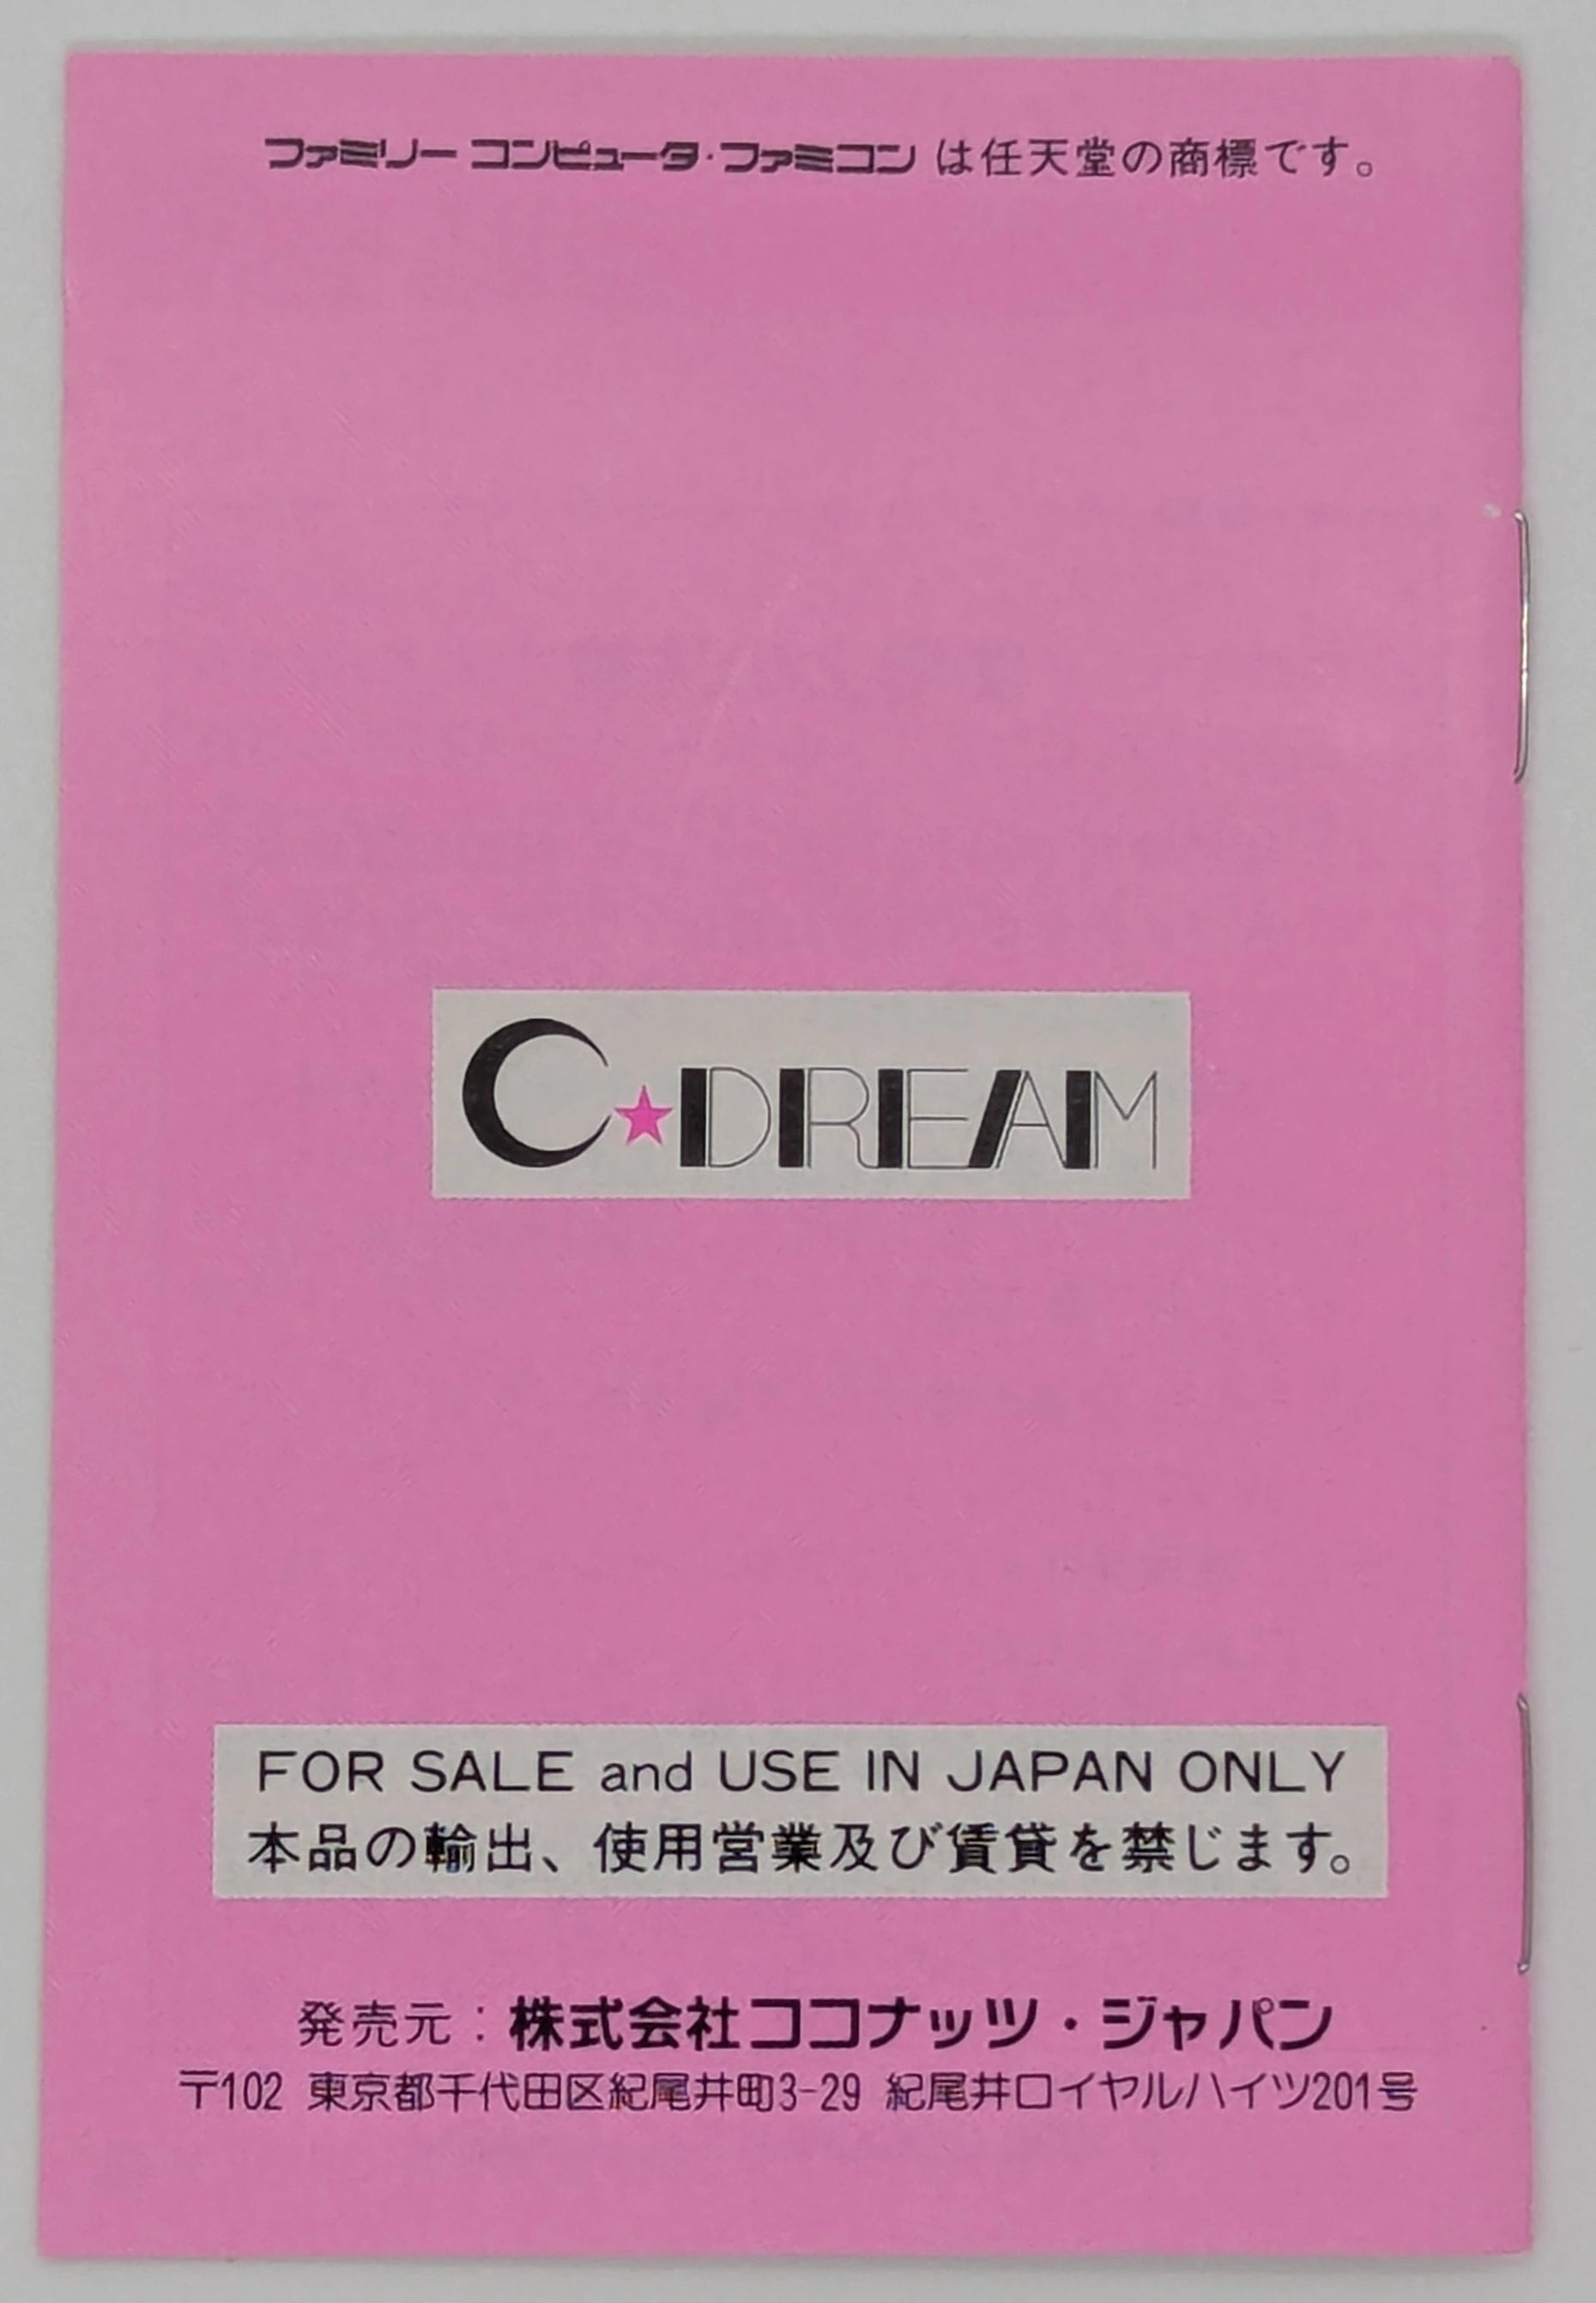 ファミリー コンピュータ・ファミコン は任天堂の商標です。
C★DREAM
FOR SALE and USE IN JAPAN ONLY
本品の輸出、使用営業及び賃貸を禁じます。
発売元：株式会社ココナッツ・ジャパン
〒102 東京都千代田区紀尾井町3-29 紀尾井ロイヤルハイツ201号